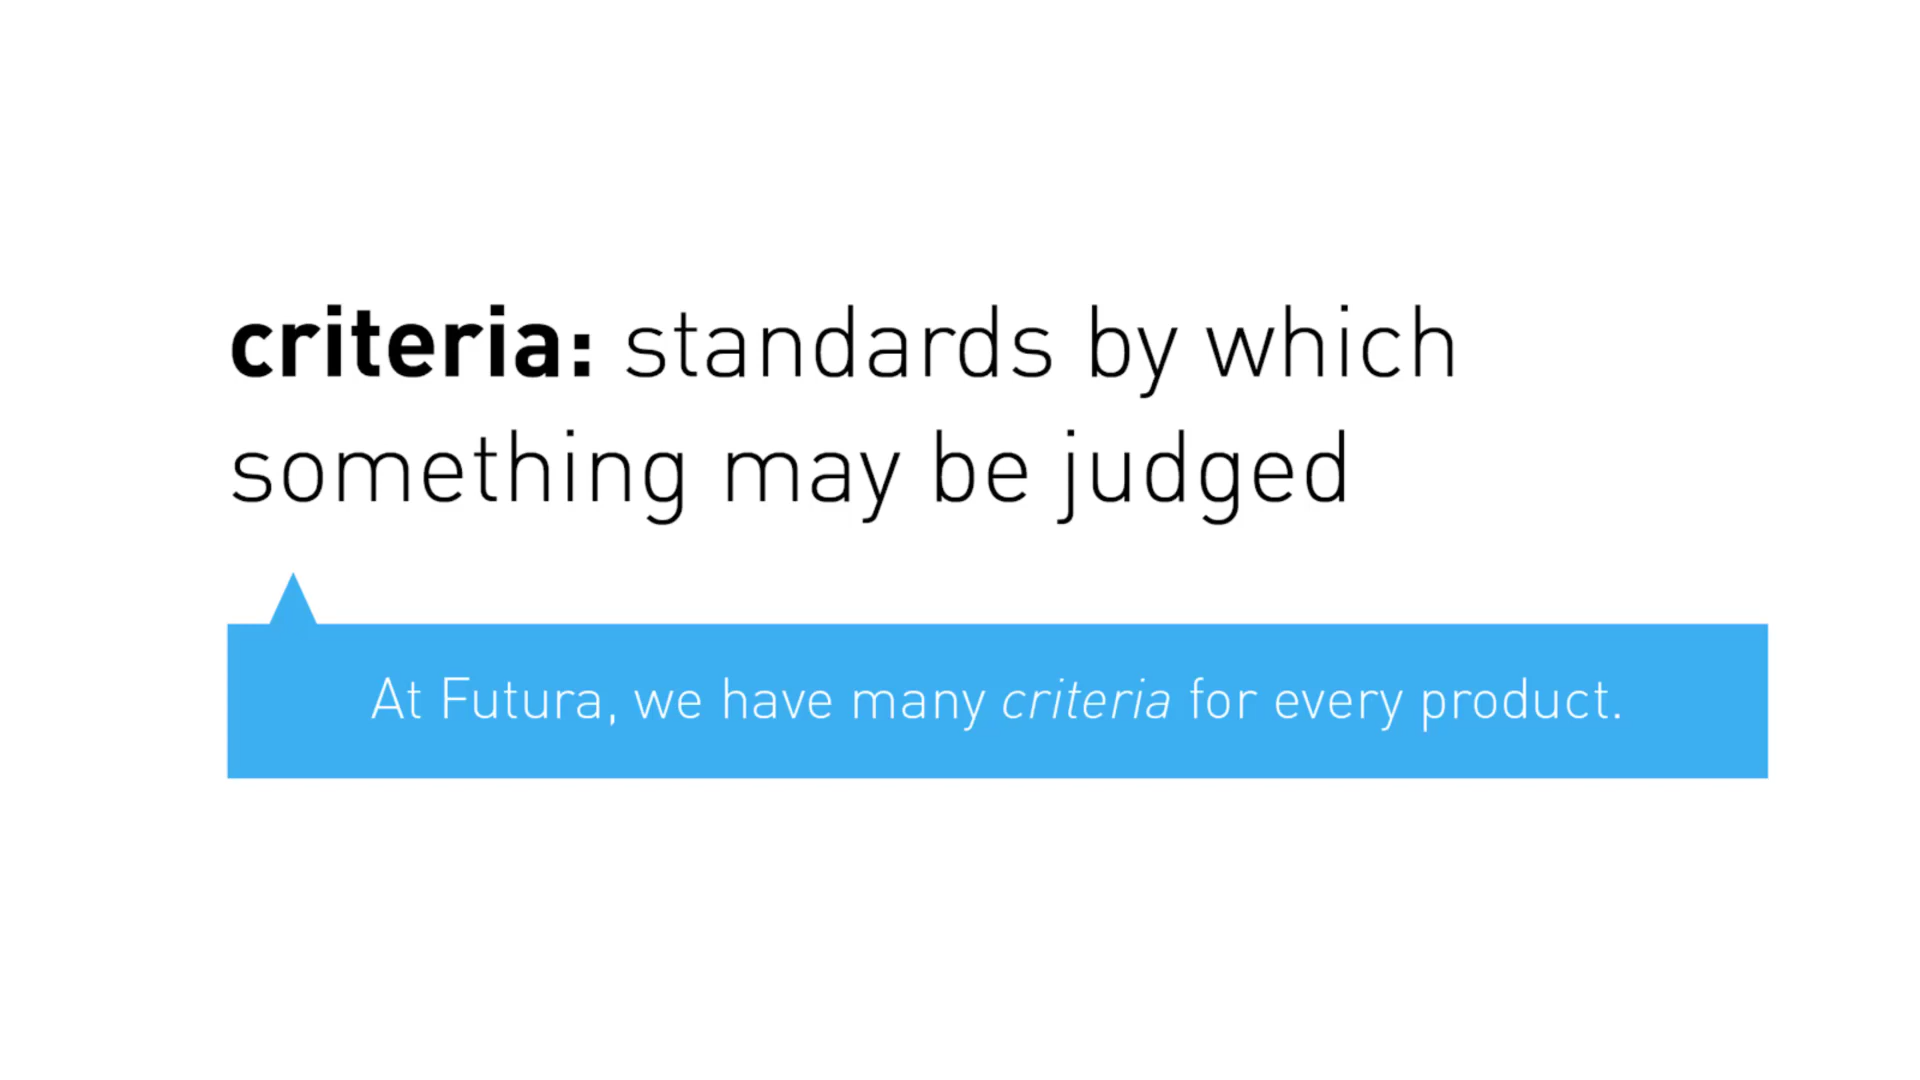 criteria: standards by which
something may be judged
At Futura, we have many criteria for every product.